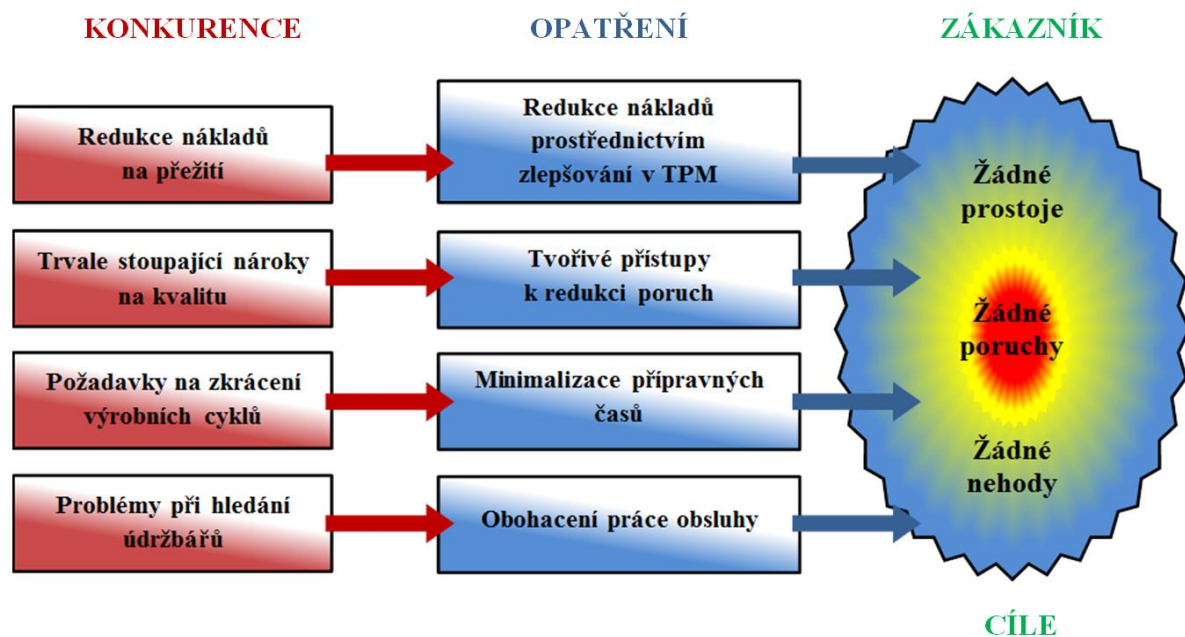 KONKURENCE
OPATŘENÍ
ZÁKAZNÍK
Redukce nákladů
na přežití
Redukce nákladů
prostřednictvím
zlepšování v TPM
Žádné
prostoje
Trvale stoupající nároky
na kvalitu
Tvořivé přístupy
k redukci poruch
Žádné
poruchy
Požadavky na zkrácení
výrobních cyklů
Minimalizace přípravných
časů
Žádné
nehody
Problémy při hledání
údržbářů
Obohacení práce obsluhy
CÍLE